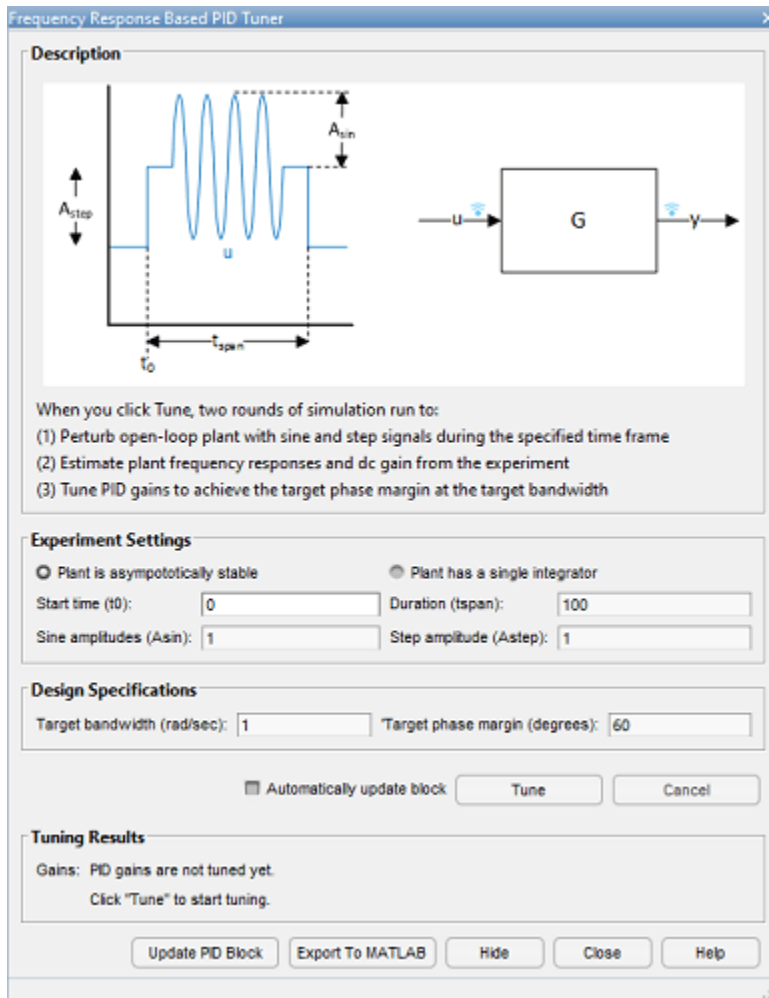 Frequency Response Based PID Tuner
Description
Asin
Astep
u
u
G
y
tspan
t0
When you click Tune, two rounds of simulation run to:
(1) Perturb open-loop plant with sine and step signals during the specified time frame
(2) Estimate plant frequency responses and dc gain from the experiment
(3) Tune PID gains to achieve the target phase margin at the target bandwidth
Experiment Settings
Plant is asympototically stable Plant has a single integrator
Start time (t0): 0 Duration (tspan): 100
Sine amplitudes (Asin): 1 Step amplitude (Astep): 1
Design Specifications
Target bandwidth (rad/sec): 1 'Target phase margin (degrees): 60
Automatically update block Tune Cancel
Tuning Results
Gains: PID gains are not tuned yet.
Click "Tune" to start tuning.
Update PID Block Export To MATLAB Hide Close Help